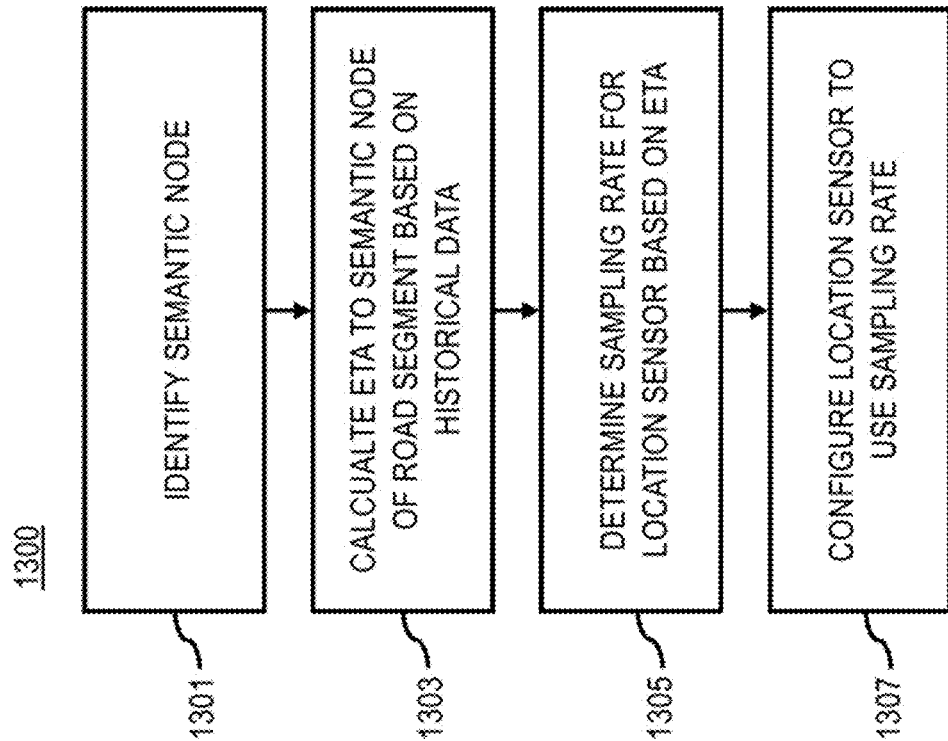 1300
IDENTIFY SEMANTIC NODE
1301
CALCUALTE ETA TO SEMANTIC NODE
OF ROAD SEGMENT BASED ON
HISTORICAL DATA
1303
DETERMINE SAMPLING RATE FOR
LOCATION SENSOR BASED ON ETA
1305
CONFIGURE LOCATION SENSOR TO
USE SAMPLING RATE
1307